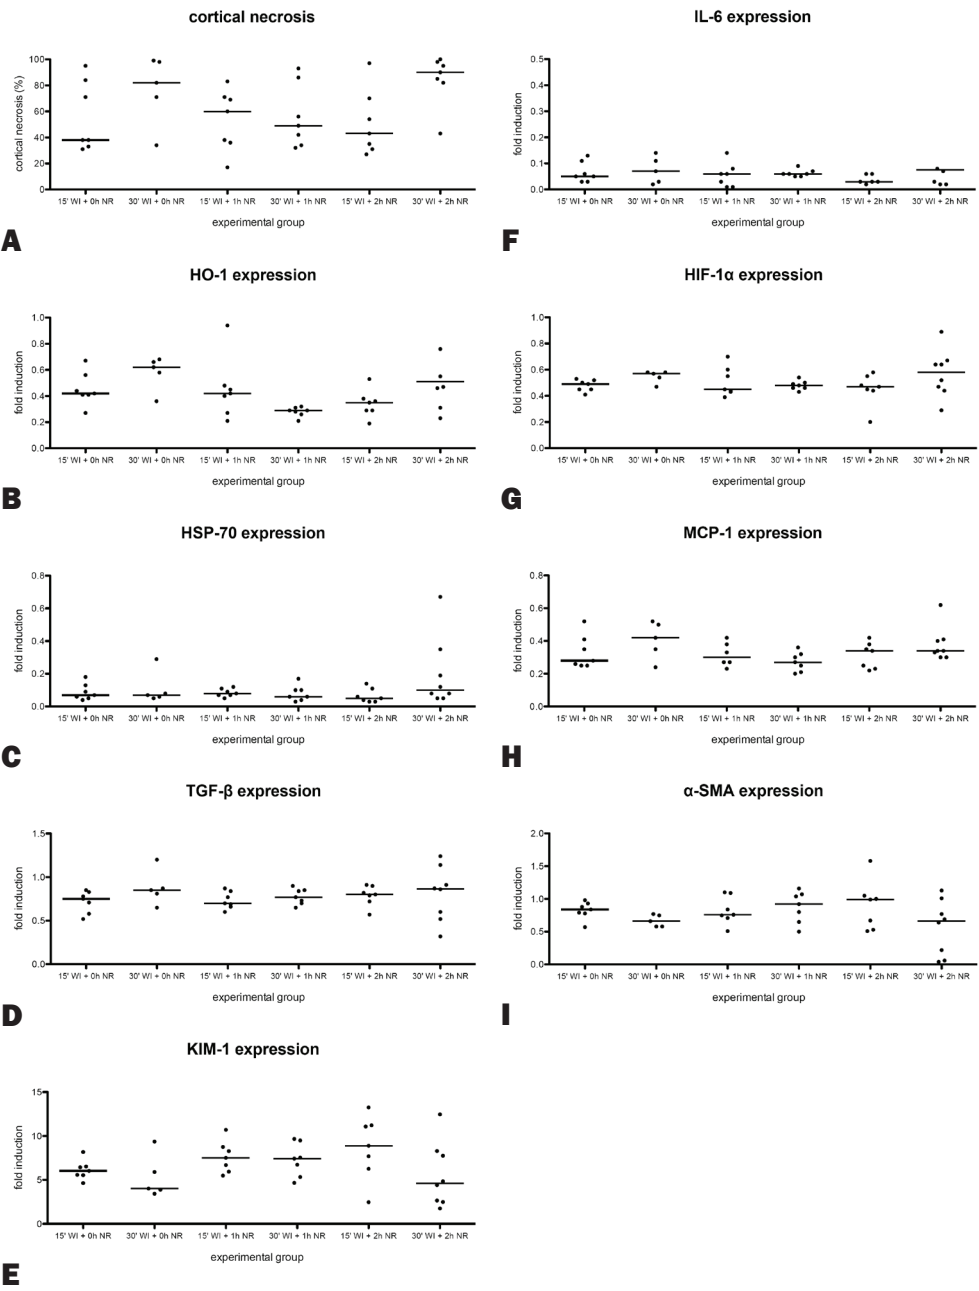 cortical necrosis
cortical necrosis (%)
100
80
60
40
20
0
15' WI + 0h NR 30' WI + 0h NR 15' WI + 1h NR 30' WI + 1h NR 15' WI + 2h NR 30' WI + 2h NR
experimental group
A
IL-6 expression
fold induction
0.5
0.4
0.3
0.2
0.1
0.0
15' WI + 0h NR 30' WI + 0h NR 15' WI + 1h NR 30' WI + 1h NR 15' WI + 2h NR 30' WI + 2h NR
experimental group
F
HO-1 expression
fold induction
1.0
0.8
0.6
0.4
0.2
0.0
15' WI + 0h NR 30' WI + 0h NR 15' WI + 1h NR 30' WI + 1h NR 15' WI + 2h NR 30' WI + 2h NR
experimental group
B
HIF-1α expression
fold induction
1.0
0.8
0.6
0.4
0.2
0.0
15' WI + 0h NR 30' WI + 0h NR 15' WI + 1h NR 30' WI + 1h NR 15' WI + 2h NR 30' WI + 2h NR
experimental group
G
HSP-70 expression
fold induction
0.8
0.6
0.4
0.2
0.0
15' WI + 0h NR 30' WI + 0h NR 15' WI + 1h NR 30' WI + 1h NR 15' WI + 2h NR 30' WI + 2h NR
experimental group
C
MCP-1 expression
fold induction
0.8
0.6
0.4
0.2
0.0
15' WI + 0h NR 30' WI + 0h NR 15' WI + 1h NR 30' WI + 1h NR 15' WI + 2h NR 30' WI + 2h NR
experimental group
H
TGF-β expression
fold induction
1.5
1.0
0.5
0.0
15' WI + 0h NR 30' WI + 0h NR 15' WI + 1h NR 30' WI + 1h NR 15' WI + 2h NR 30' WI + 2h NR
experimental group
D
α-SMA expression
fold induction
2.0
1.5
1.0
0.5
0.0
15' WI + 0h NR 30' WI + 0h NR 15' WI + 1h NR 30' WI + 1h NR 15' WI + 2h NR 30' WI + 2h NR
experimental group
I
KIM-1 expression
fold induction
15
10
5
0
15' WI + 0h NR 30' WI + 0h NR 15' WI + 1h NR 30' WI + 1h NR 15' WI + 2h NR 30' WI + 2h NR
experimental group
E